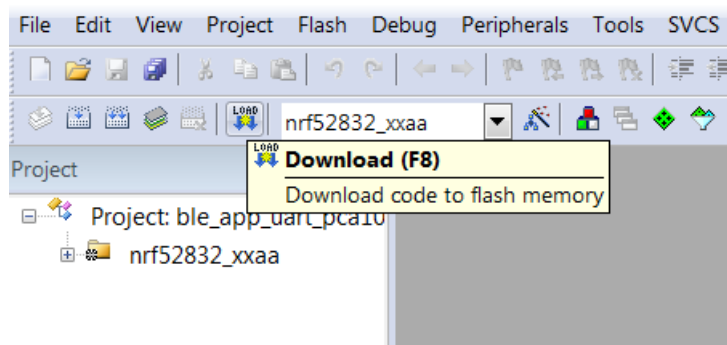 File Edit View Project Flash Debug Peripherals Tools SVCS
LOAD nrf52832_xxaa
LOAD Download (F8)
Project
Download code to flash memory
Project: ble_app_uart_pca10
nrf52832_xxaa